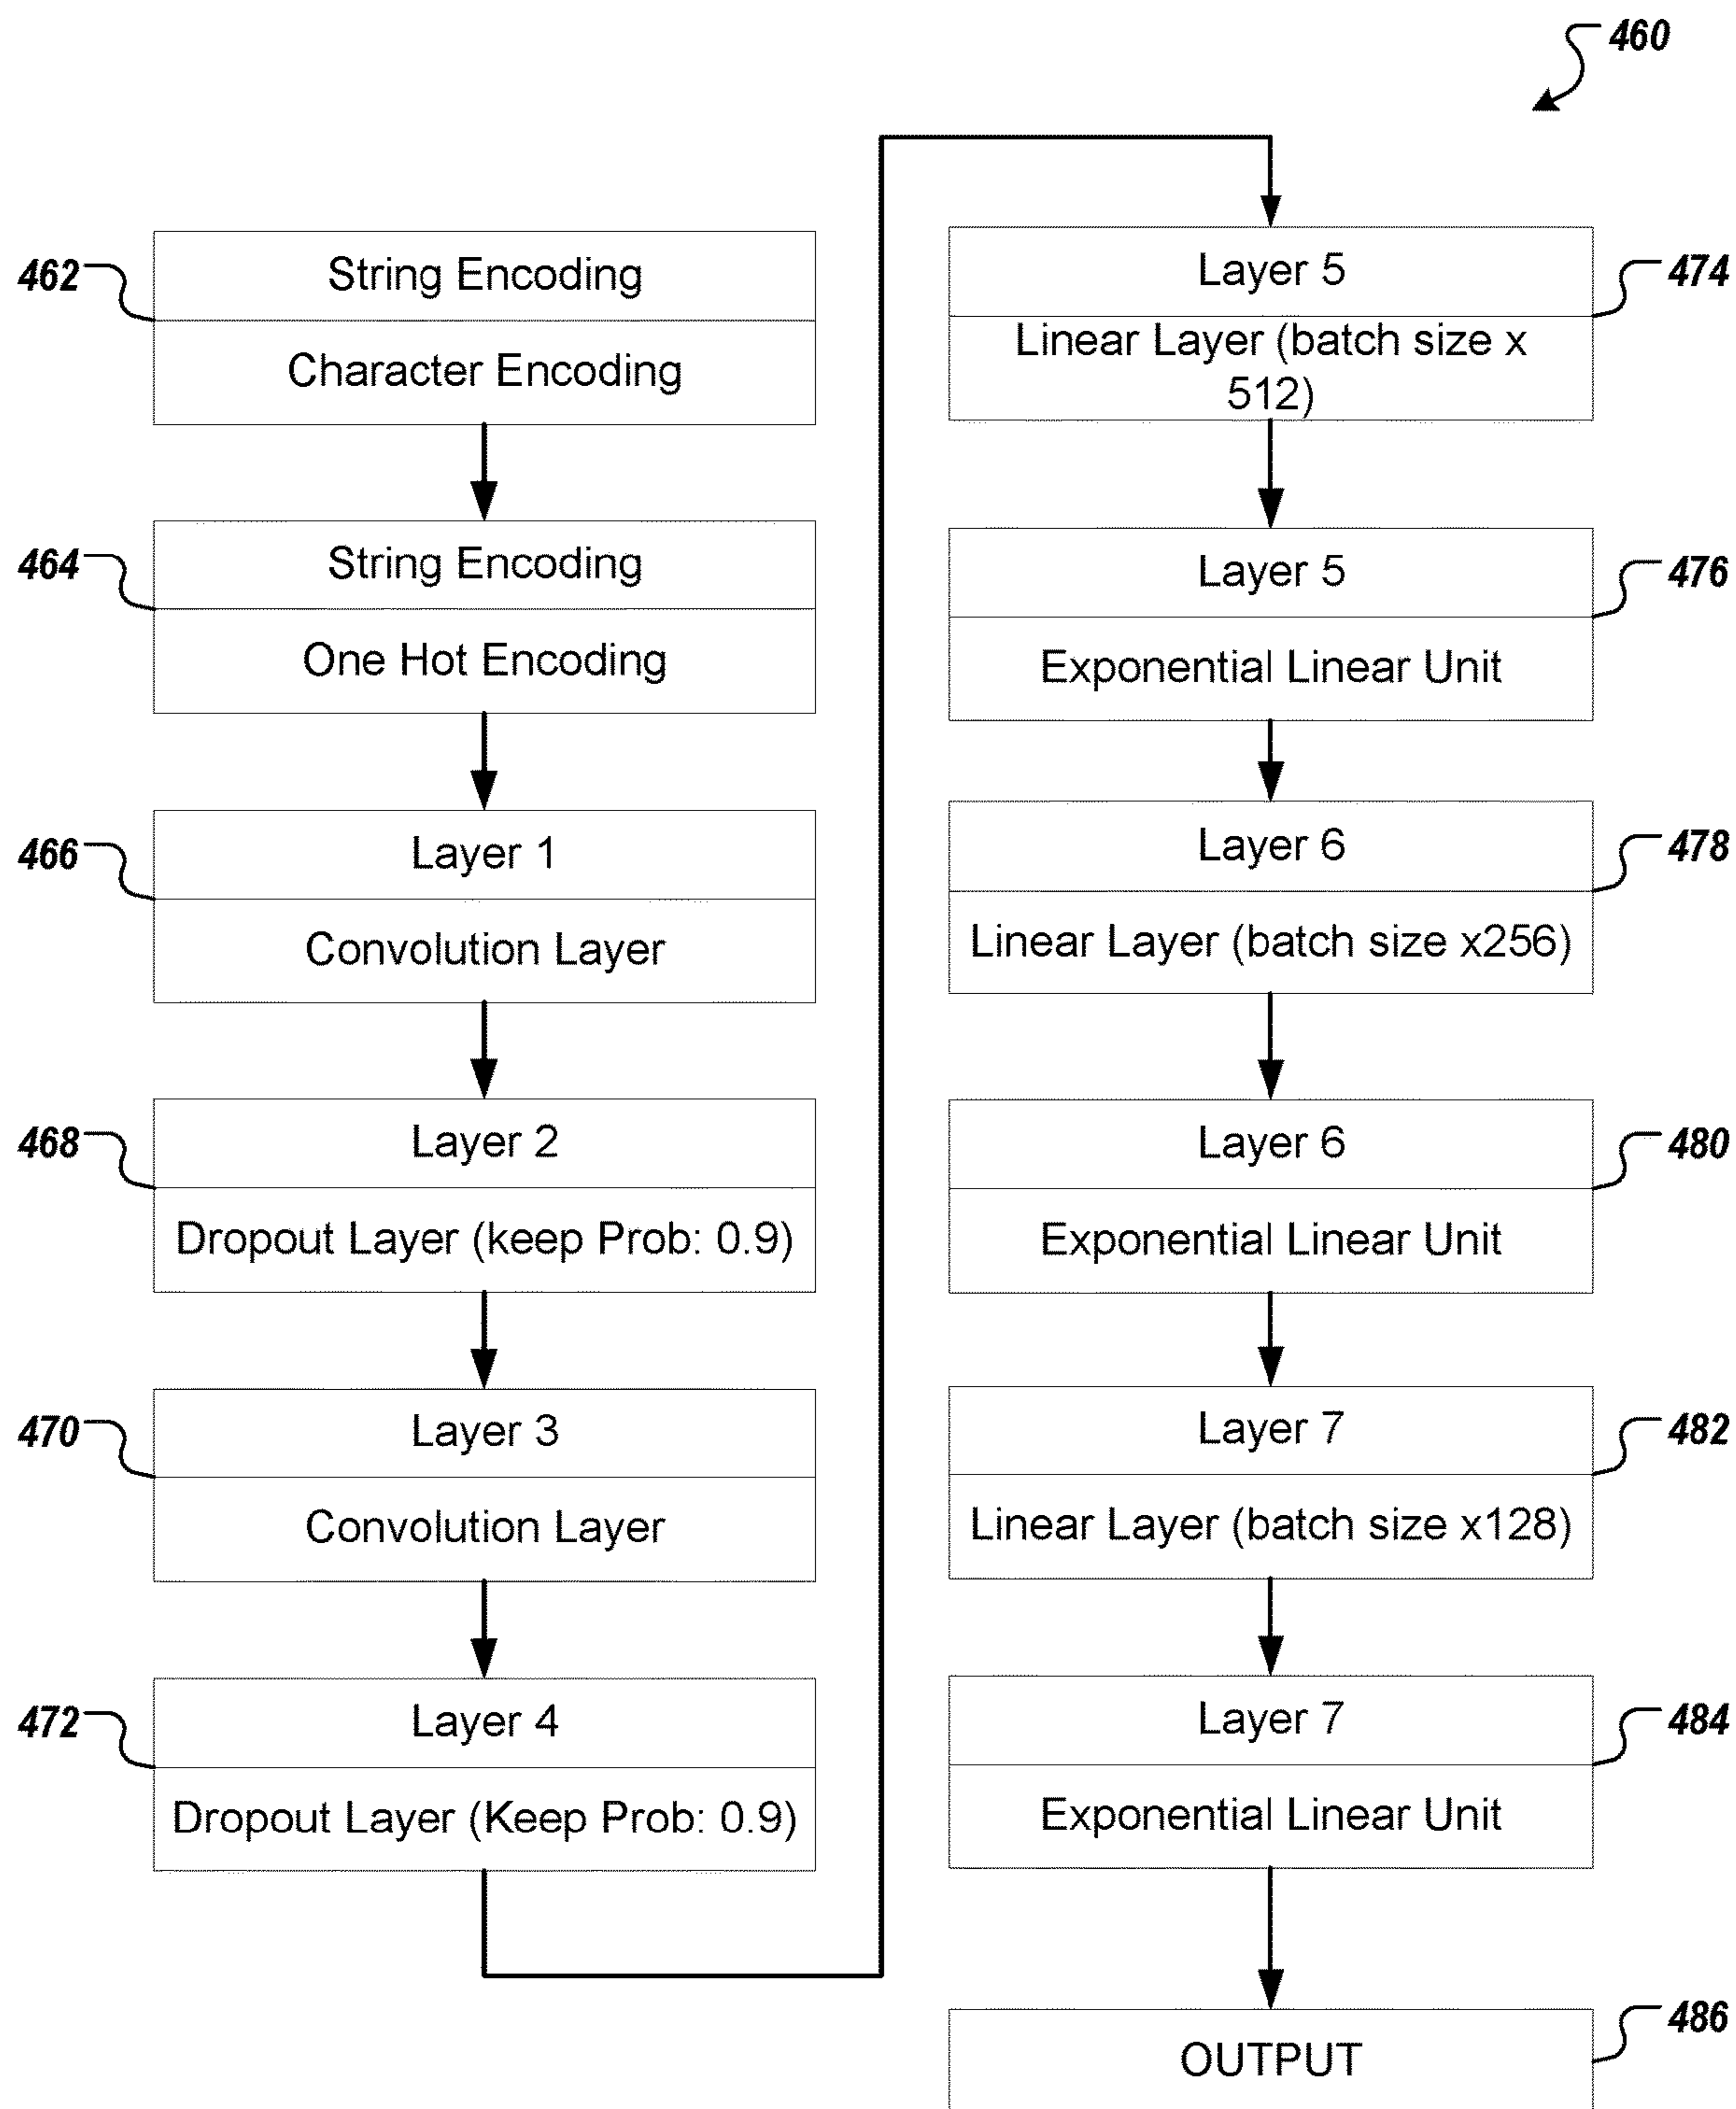 460
462
String Encoding
Character Encoding
464
String Encoding
One Hot Encoding
466
Layer 1
Convolution Layer
468
Layer 2
Dropout Layer (keep Prob: 0.9)
470
Layer 3
Convolution Layer
472
Layer 4
Dropout Layer (Keep Prob: 0.9)
Layer 5
474
Linear Layer (batch size x
512)
Layer 5
476
Exponential Linear Unit
Layer 6
478
Linear Layer (batch size x256)
Layer 6
480
Exponential Linear Unit
Layer 7
482
Linear Layer (batch size x128)
Layer 7
484
Exponential Linear Unit
486
OUTPUT